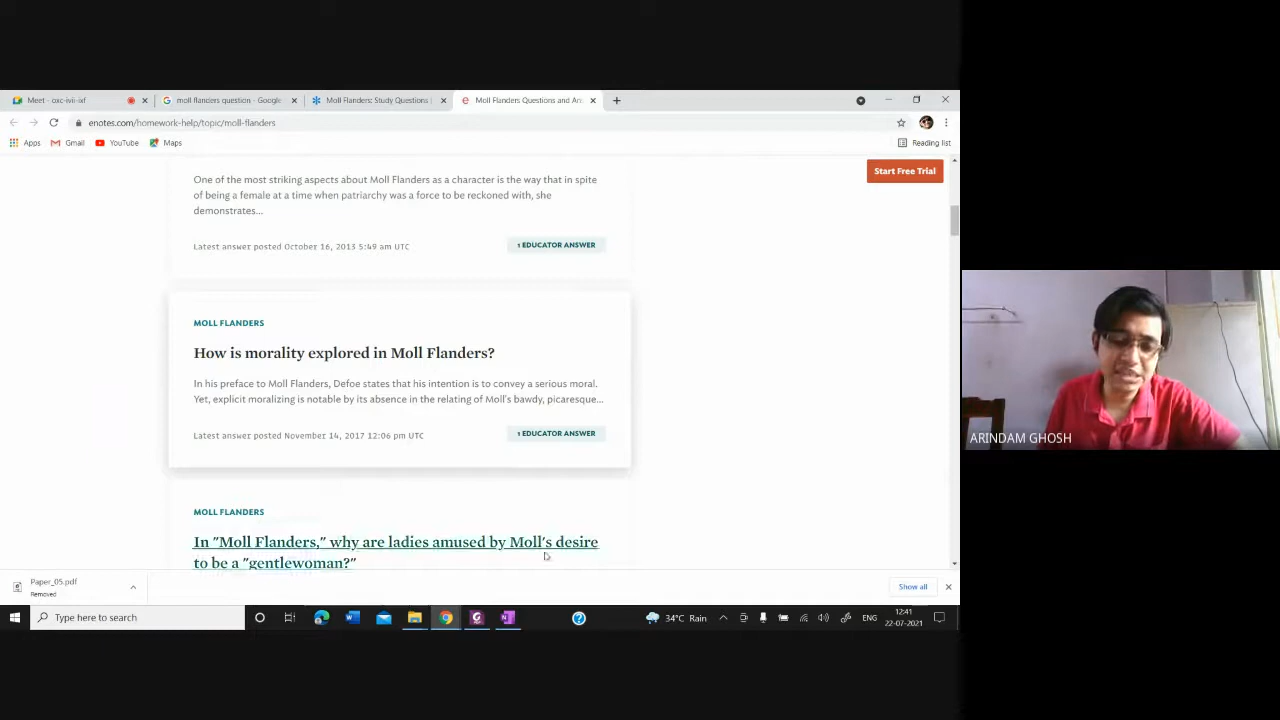 Meet - oxc-ivii-ixf
moll flanders question - Google
Moll Flanders: Study Questions |
Moll Flanders Questions and An
enotes.com/homework-help/topic/moll-flanders
Apps
Gmail
YouTube
Maps
Reading list
Start Free Trial
One of the most striking aspects about Moll Flanders as a character is the way that in spite
of being a female at a time when patriarchy was a force to be reckoned with, she
demonstrates...
Latest answer posted October 16, 2013 5:49 am UTC
1 EDUCATOR ANSWER
MOLL FLANDERS
How is morality explored in Moll Flanders?
In his preface to Moll Flanders, Defoe states that his intention is to convey a serious moral.
Yet, explicit moralizing is notable by its absence in the relating of Moll's bawdy, picaresque...
Latest answer posted November 14, 2017 12:06 pm UTC
1 EDUCATOR ANSWER
MOLL FLANDERS
In "Moll Flanders," why are ladies amused by Moll's desire
to be a "gentlewoman?"
ARINDAM GHOSH
Paper_05.pdf
Removed
Show all
Type here to search
34°C Rain
ENG
12:41
22-07-2021